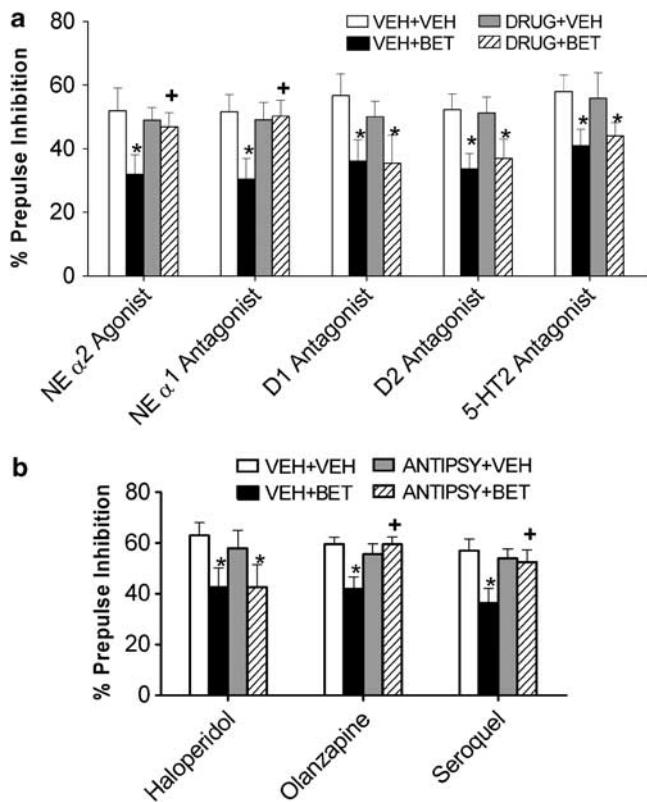 a
VEH+VEH DRUG+VEH
VEH+BET DRUG+BET
% Prepulse Inhibition
80
60
40
20
0
+
+
* * * * * * * *
NE α2 Agonist
NE α1 Antagonist
D1 Antagonist
D2 Antagonist
5-HT2 Antagonist
b
VEH+VEH ANTIPSY+VEH
VEH+BET ANTIPSY+BET
% Prepulse Inhibition
80
60
40
20
0
+
+
* * * *
Haloperidol
Olanzapine
Seroquel